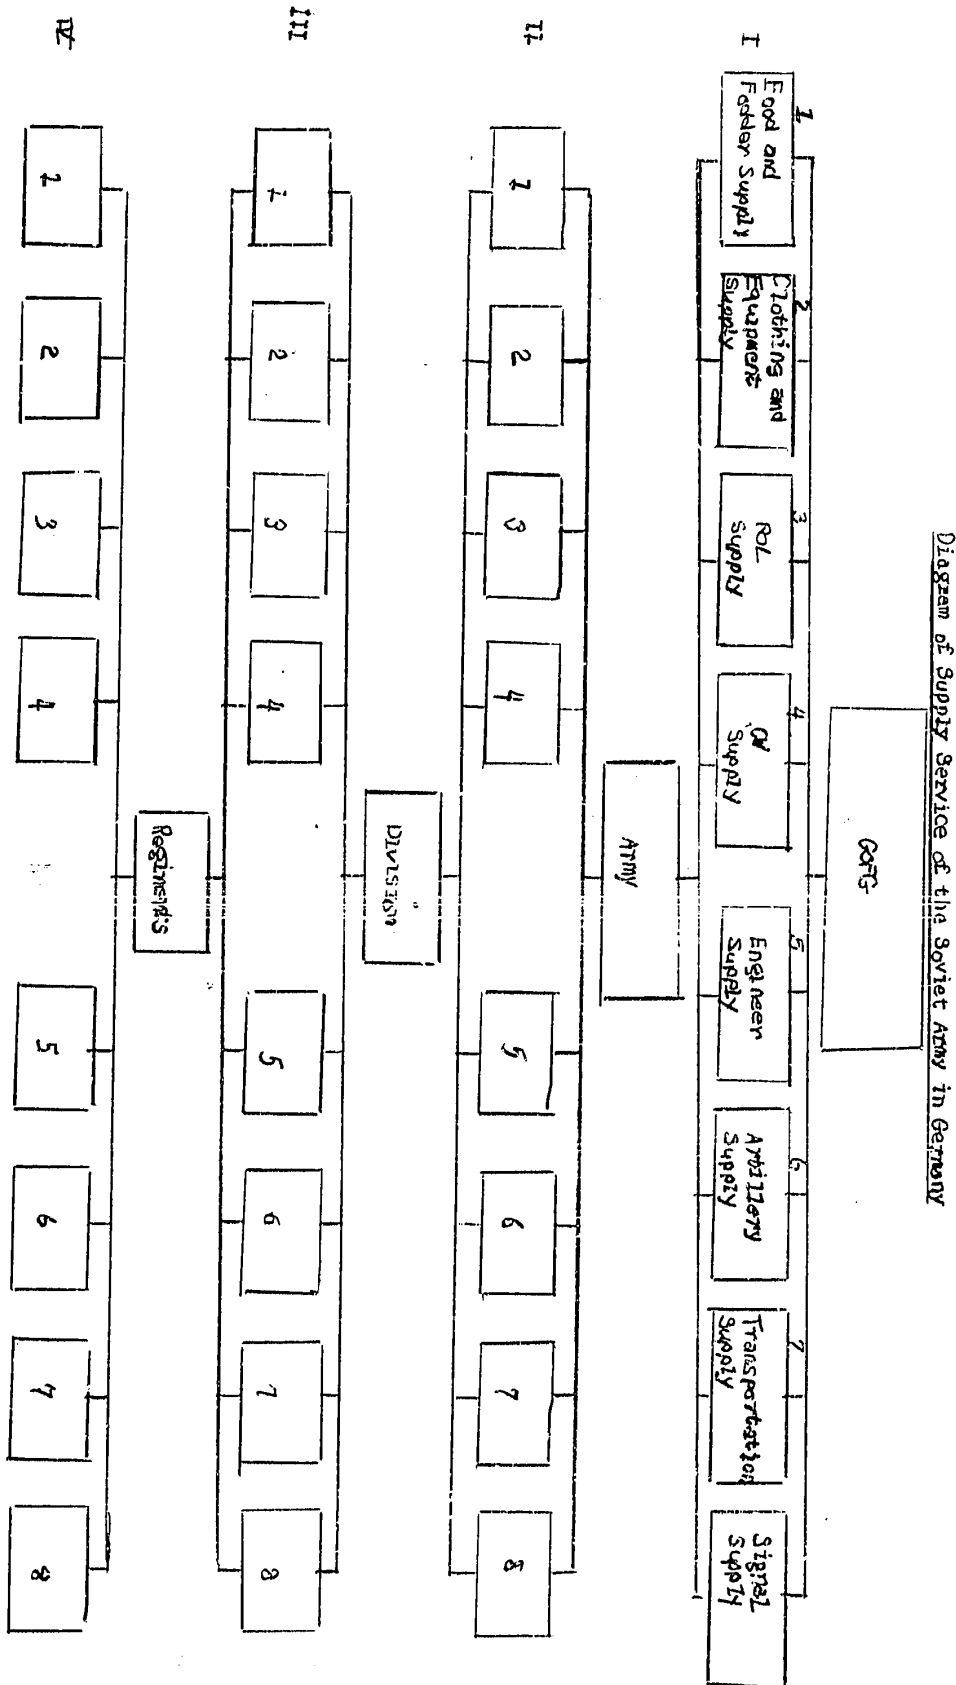 Diagram of Supply Service of the Soviet Army in Germany
GOFG
I
1
Food and
Fodder Supply
2
Clothing and
Equipment
Supply
3
POL
Supply
4
CW
Supply
5
Engineer
Supply
6
Artillery
Supply
7
Transportation
Supply
Signal
Supply
Army
II
1
2
3
4
5
6
7
8
Division
III
1
2
3
4
5
6
7
8
Regiments
IV
1
2
3
4
5
6
7
8